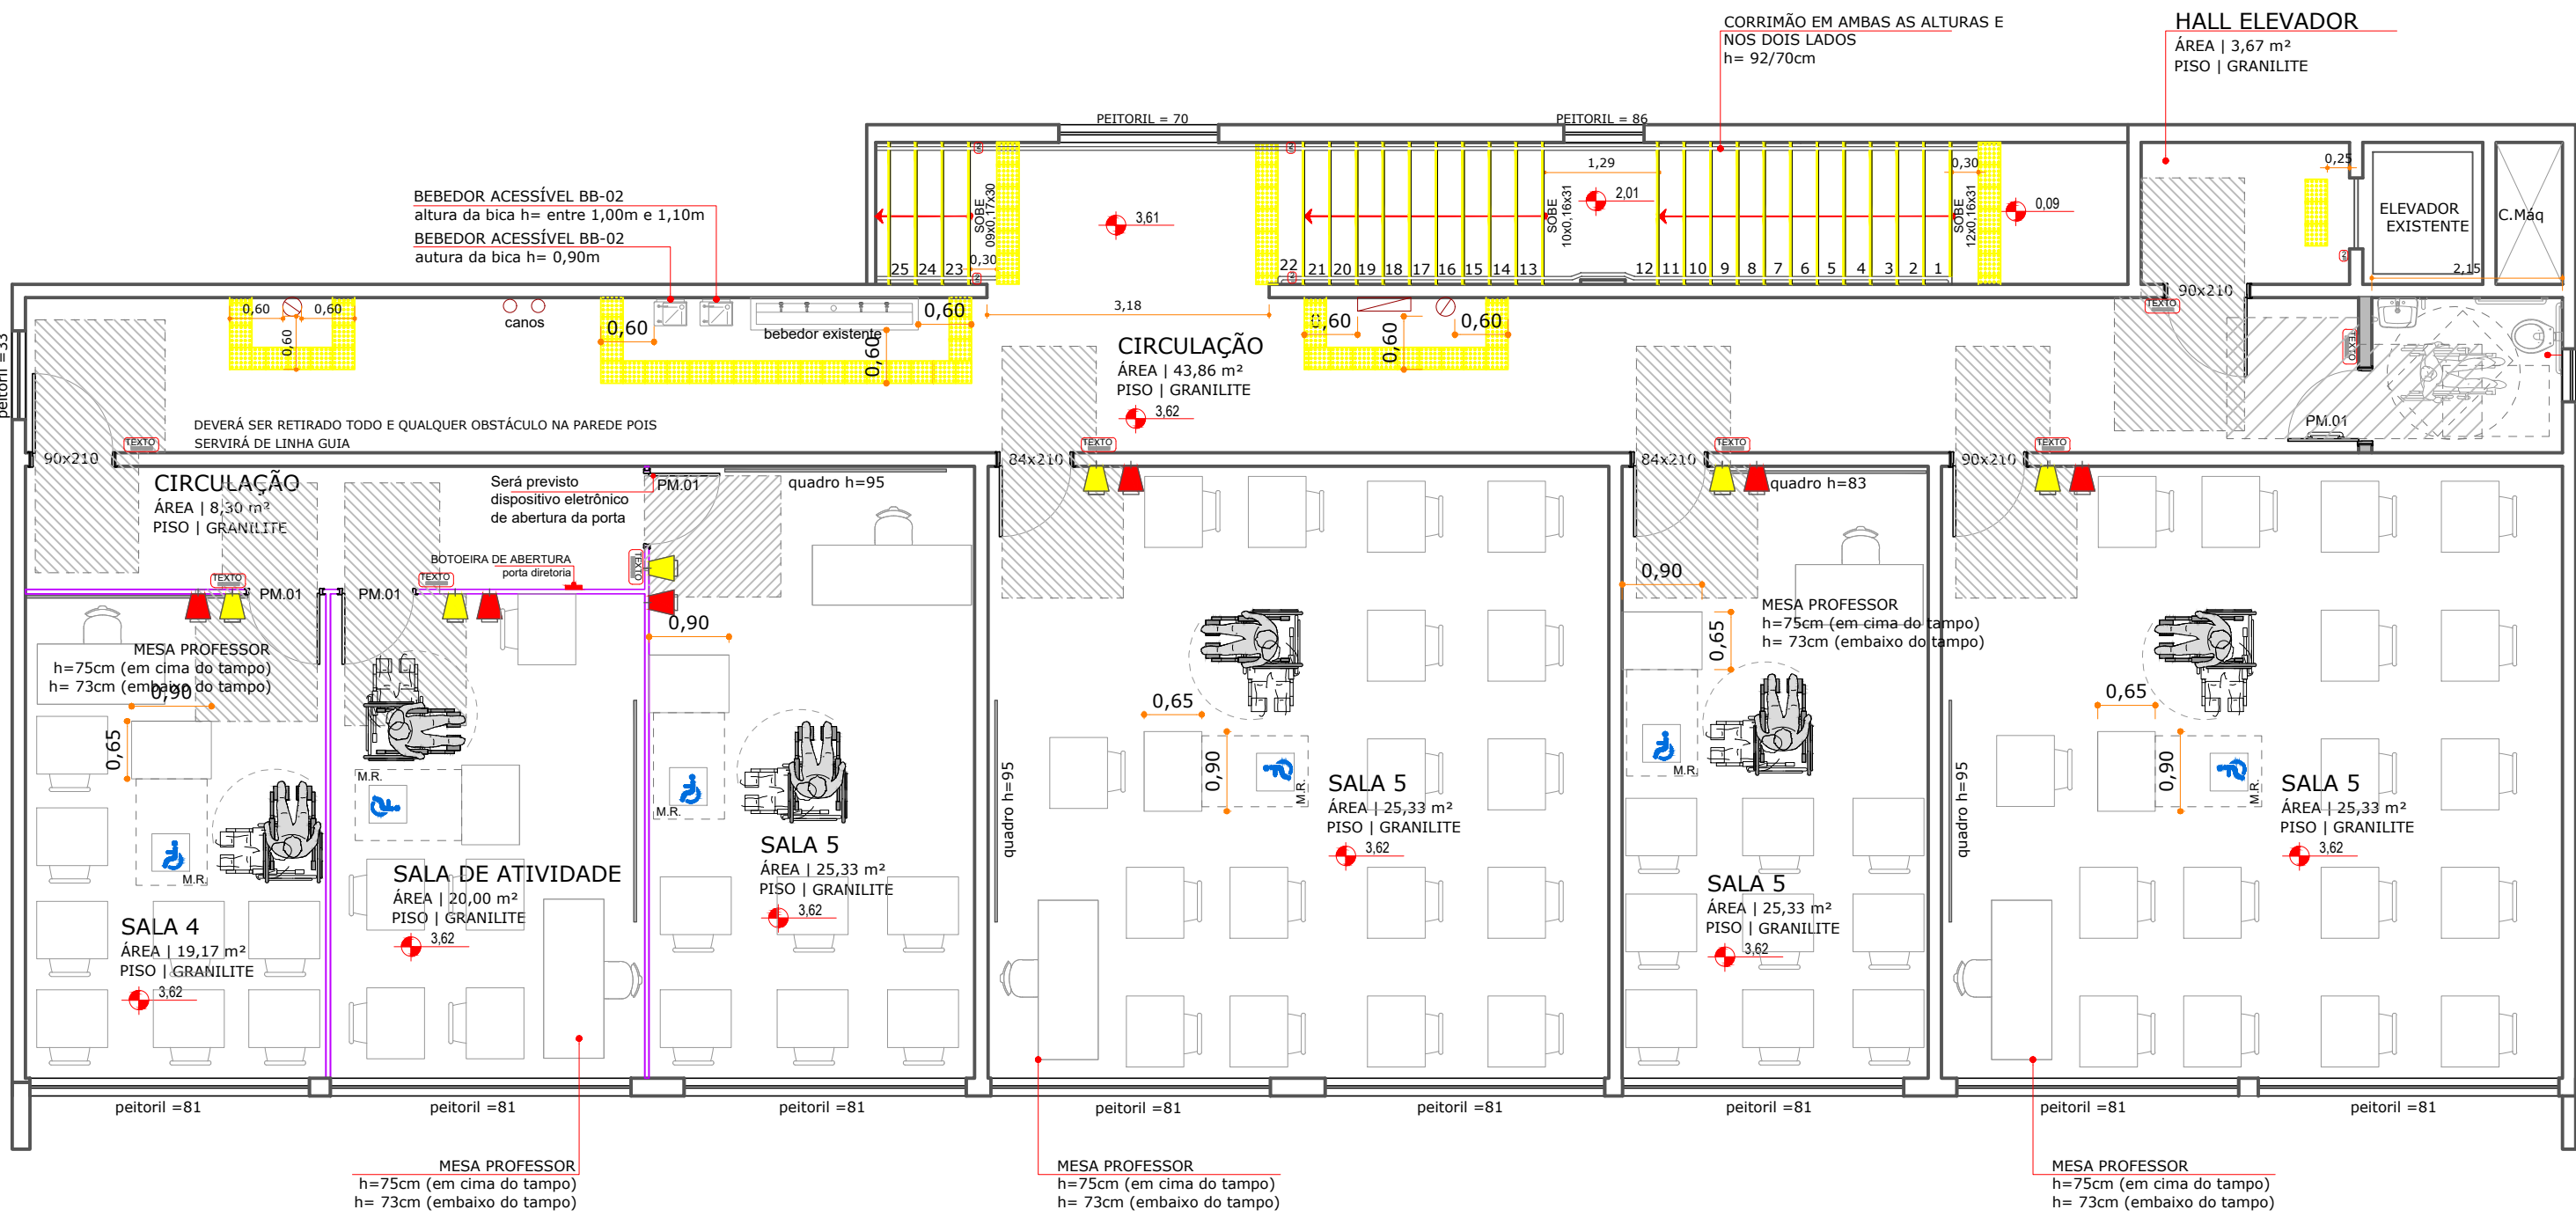 CORRIMÃO EM AMBAS AS ALTURAS E
NOS DOIS LADOS
h= 92/70cm
HALL ELEVADOR
ÁREA | 3,67 m²
PISO | GRANILITE
PEITORIL = 70
PEITORIL = 86
BEBEDOR ACESSÍVEL BB-02
altura da bica h= entre 1,00m e 1,10m
BEBEDOR ACESSÍVEL BB-02
autura da bica h= 0,90m
SOBE
09x0,17x30
3,61
1,29
2,01
SOBE
10x0,16x31
0,30
SOBE
12x0,16x31
0,09
0,25
ELEVADOR
EXISTENTE
C.Máq
2,15
25 24 23
0,30
22 21 20 19 18 17 16 15 14 13
12 11 10 9 8 7 6 5 4 3 2 1
90x210
TEXTO
peitoril =33
0,60
0,60
0,60
canos
0,60
bebedor existente
0,60
0,60
3,18
0,60
0,60
0,60
CIRCULAÇÃO
ÁREA | 43,86 m²
PISO | GRANILITE
3,62
TEXTO
PM.01
DEVERÁ SER RETIRADO TODO E QUALQUER OBSTÁCULO NA PAREDE POIS
SERVIRÁ DE LINHA GUIA
TEXTO
TEXTO
TEXTO
TEXTO
90x210
84x210
84x210
90x210
CIRCULAÇÃO
ÁREA | 8,30 m²
PISO | GRANILITE
Será previsto
dispositivo eletrônico
de abertura da porta
PM.01
quadro h=95
quadro h=83
BOTOEIRA DE ABERTURA
porta diretoria
TEXTO
TEXTO
TEXTO
PM.01
PM.01
MESA PROFESSOR
h=75cm (em cima do tampo)
h= 73cm (embaixo do tampo)
0,90
0,65
M.R.
SALA 4
ÁREA | 19,17 m²
PISO | GRANILITE
3,62
M.R.
SALA DE ATIVIDADE
ÁREA | 20,00 m²
PISO | GRANILITE
3,62
0,90
M.R.
SALA 5
ÁREA | 25,33 m²
PISO | GRANILITE
3,62
quadro h=95
0,65
0,90
M.R.
SALA 5
ÁREA | 25,33 m²
PISO | GRANILITE
3,62
0,90
0,65
MESA PROFESSOR
h=75cm (em cima do tampo)
h= 73cm (embaixo do tampo)
M.R.
SALA 5
ÁREA | 25,33 m²
PISO | GRANILITE
3,62
quadro h=95
0,65
0,90
M.R.
SALA 5
ÁREA | 25,33 m²
PISO | GRANILITE
3,62
peitoril =81
peitoril =81
peitoril =81
peitoril =81
peitoril =81
peitoril =81
peitoril =81
peitoril =81
MESA PROFESSOR
h=75cm (em cima do tampo)
h= 73cm (embaixo do tampo)
MESA PROFESSOR
h=75cm (em cima do tampo)
h= 73cm (embaixo do tampo)
MESA PROFESSOR
h=75cm (em cima do tampo)
h= 73cm (embaixo do tampo)